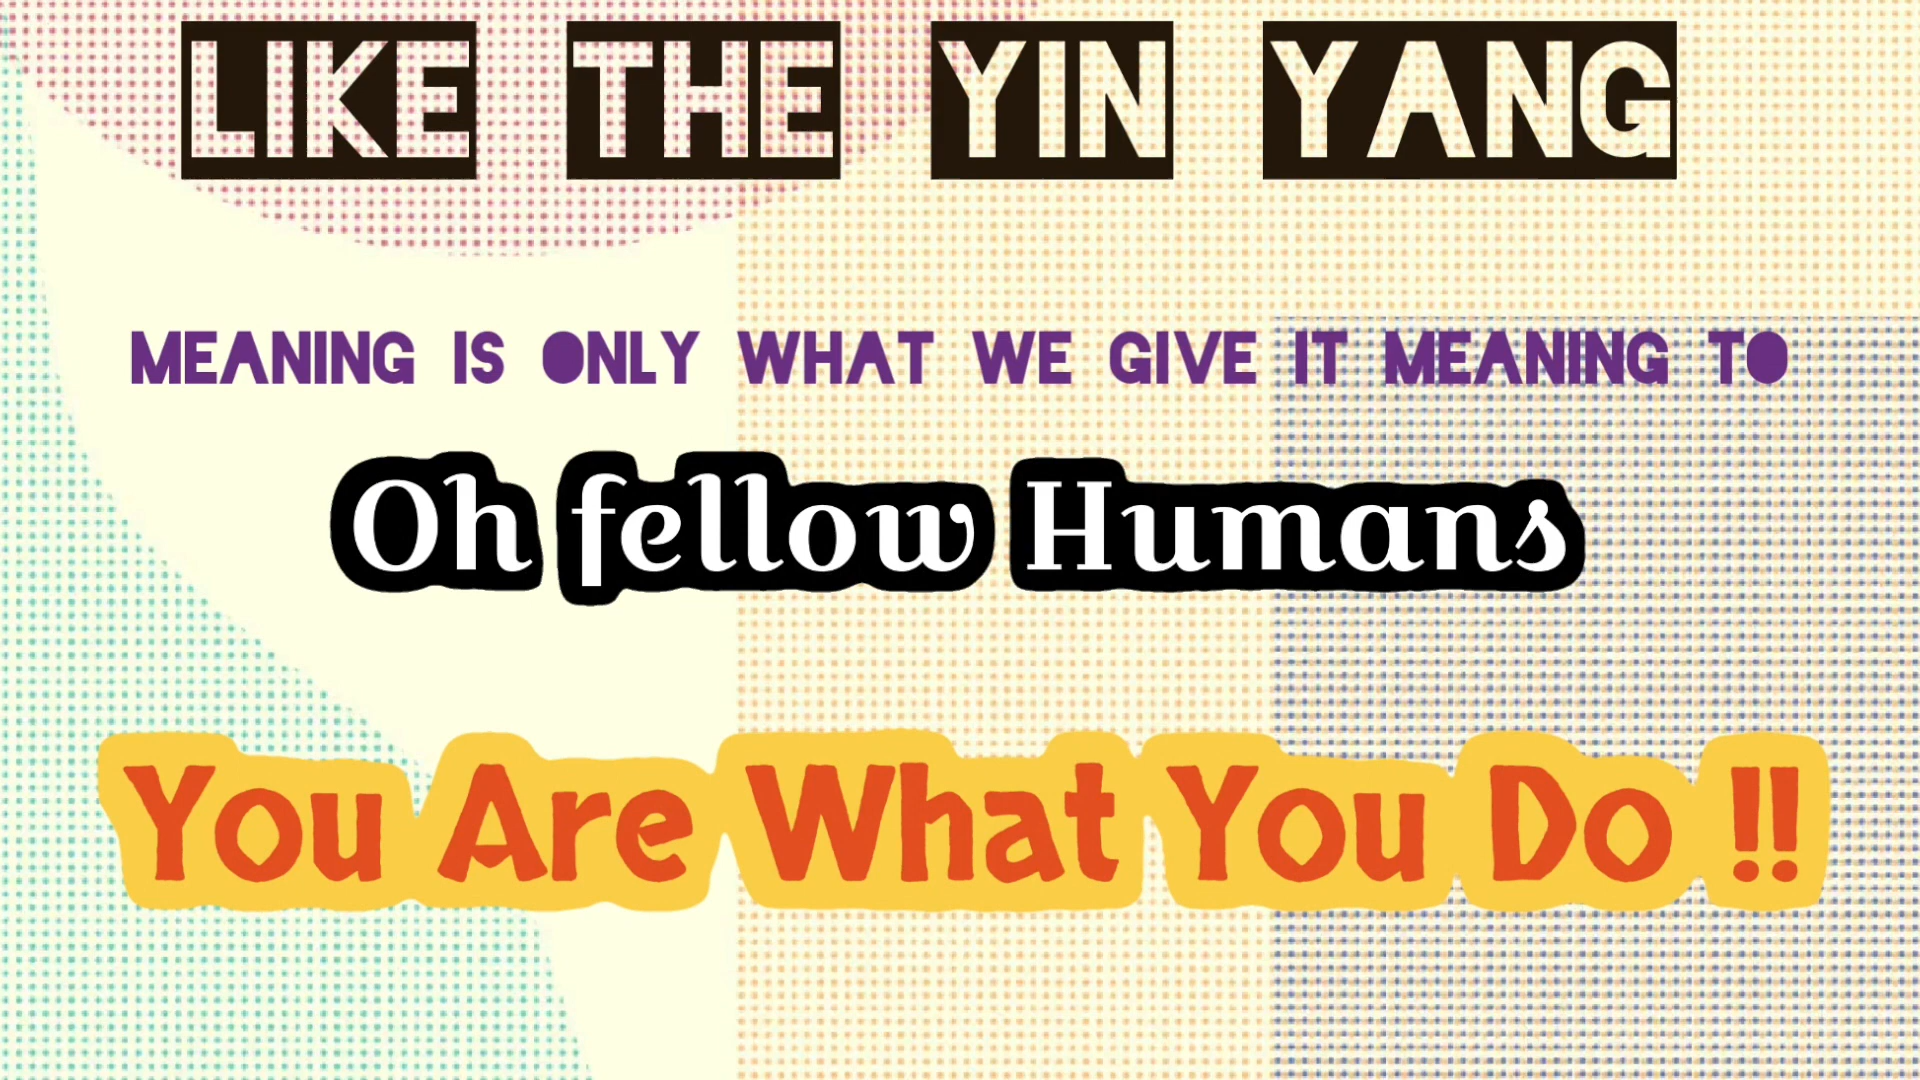 LIKE THE YIN YANG
MEANING IS ONLY WHAT WE GIVE IT MEANING TO
Oh fellow Humans
You Are What You Do !!